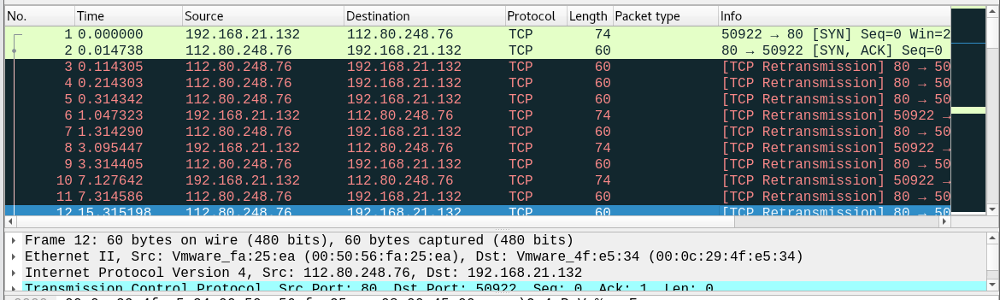 No. Time Source Destination Protocol Length Packet type Info
1 0.000000 192.168.21.132 112.80.248.76 TCP 74 50922 → 80 [SYN] Seq=0 Win=2
2 0.014738 112.80.248.76 192.168.21.132 TCP 60 80 → 50922 [SYN, ACK] Seq=0
3 0.114305 112.80.248.76 192.168.21.132 TCP 60 [TCP Retransmission] 80 → 50
4 0.214303 112.80.248.76 192.168.21.132 TCP 60 [TCP Retransmission] 80 → 50
5 0.314342 112.80.248.76 192.168.21.132 TCP 60 [TCP Retransmission] 80 → 50
6 1.047323 192.168.21.132 112.80.248.76 TCP 74 [TCP Retransmission] 50922 →
7 1.314290 112.80.248.76 192.168.21.132 TCP 60 [TCP Retransmission] 80 → 50
8 3.095447 192.168.21.132 112.80.248.76 TCP 74 [TCP Retransmission] 50922 →
9 3.314405 112.80.248.76 192.168.21.132 TCP 60 [TCP Retransmission] 80 → 50
10 7.127642 192.168.21.132 112.80.248.76 TCP 74 [TCP Retransmission] 50922 →
11 7.314586 112.80.248.76 192.168.21.132 TCP 60 [TCP Retransmission] 80 → 50
12 15.315198 112.80.248.76 192.168.21.132 TCP 60 [TCP Retransmission] 80 → 50
Frame 12: 60 bytes on wire (480 bits), 60 bytes captured (480 bits)
Ethernet II, Src: Vmware_fa:25:ea (00:50:56:fa:25:ea), Dst: Vmware_4f:e5:34 (00:0c:29:4f:e5:34)
Internet Protocol Version 4, Src: 112.80.248.76, Dst: 192.168.21.132
Transmission Control Protocol, Src Port: 80, Dst Port: 50922, Seq: 0, Ack: 1, Len: 0